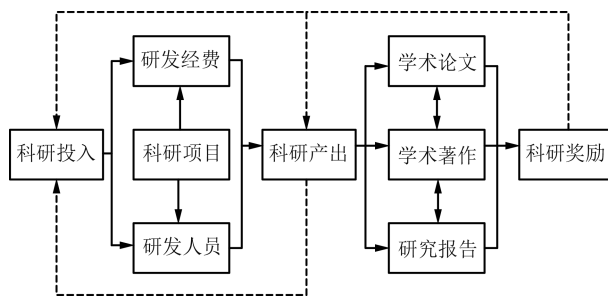 研发经费
学术论文
科研投入
科研项目
科研产出
学术著作
科研奖励
研发人员
研究报告